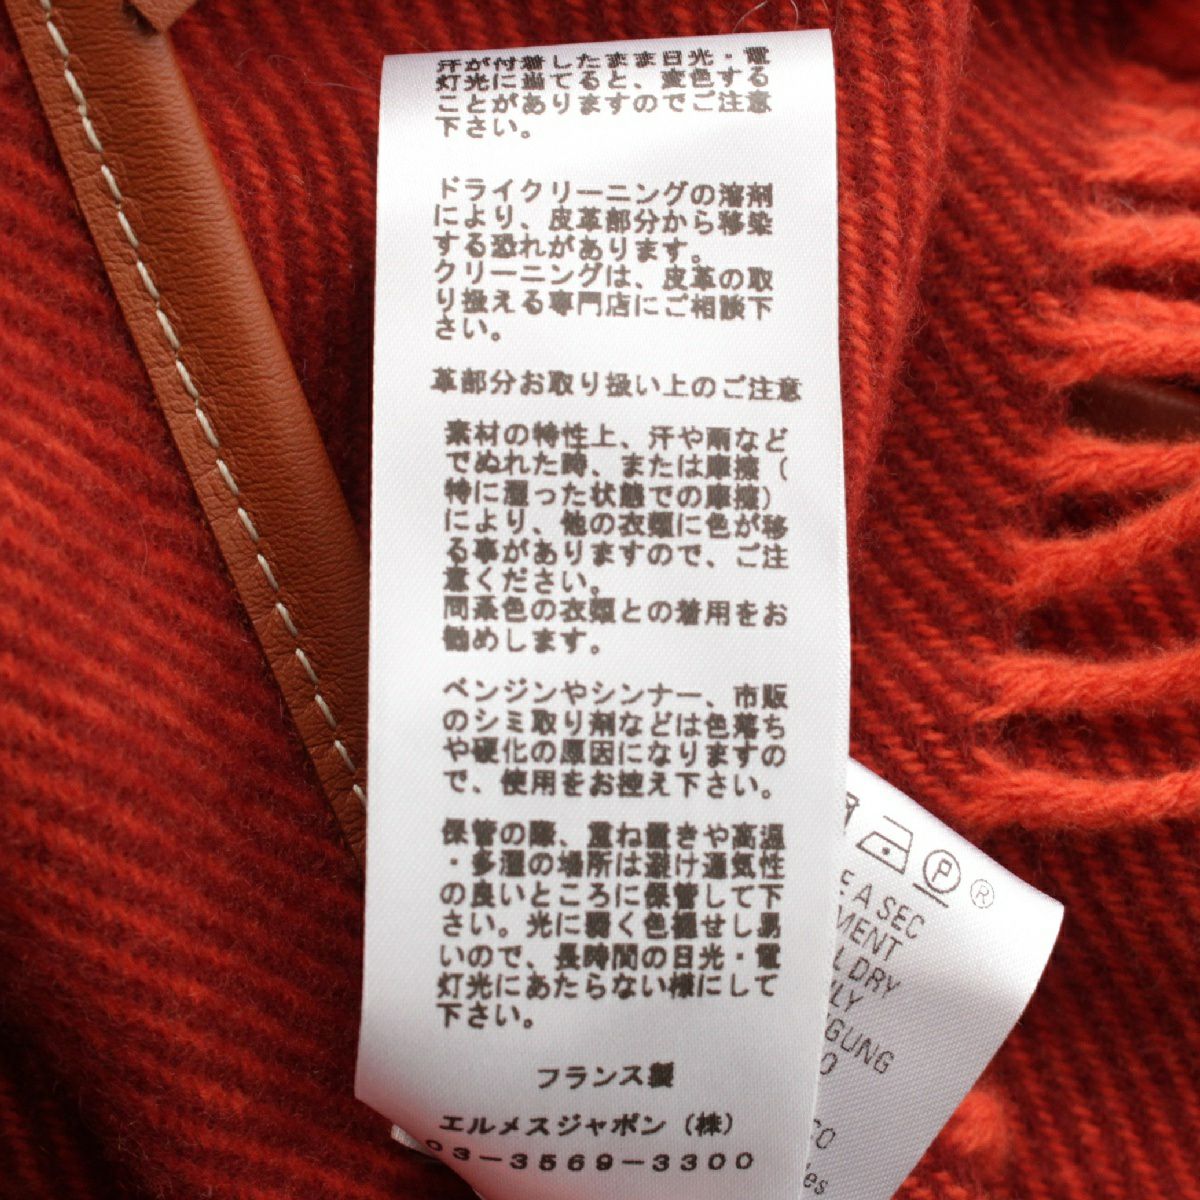 汗が付着したまま日光・電
灯光に当てると、変色する
ことがありますのでご注意
下さい。
ドライクリーニングの溶剤
により、皮革部分から移染
する恐れがあります。
クリーニングは、皮革の取
り扱える専門店にご相談下
さい。
革部分お取り扱い上のご注意
素材の特性上、汗や雨など
でぬれた時、または摩擦(
特に湿った状態での摩擦)
により、他の衣類に色が移
る事がありますので、ご注
意ください。
同系色の衣類との着用をお
勧めします。
ベンジンやシンナー、市販
のシミ取り剤などは色落ち
や硬化の原因になりますの
で、使用をお控え下さい。
保管の際、重ね置きや高温
・多湿の場所は避け通気性
の良いところに保管して下
さい。光に弱く色褪せし易
いので、長時間の日光・電
灯光にあたらない様にして
下さい。
フランス製
エルメスジャポン(株)
03-3569-3300
P ®
E A SEC
MENT
L DRY
LY
GUNG
O
CO
les